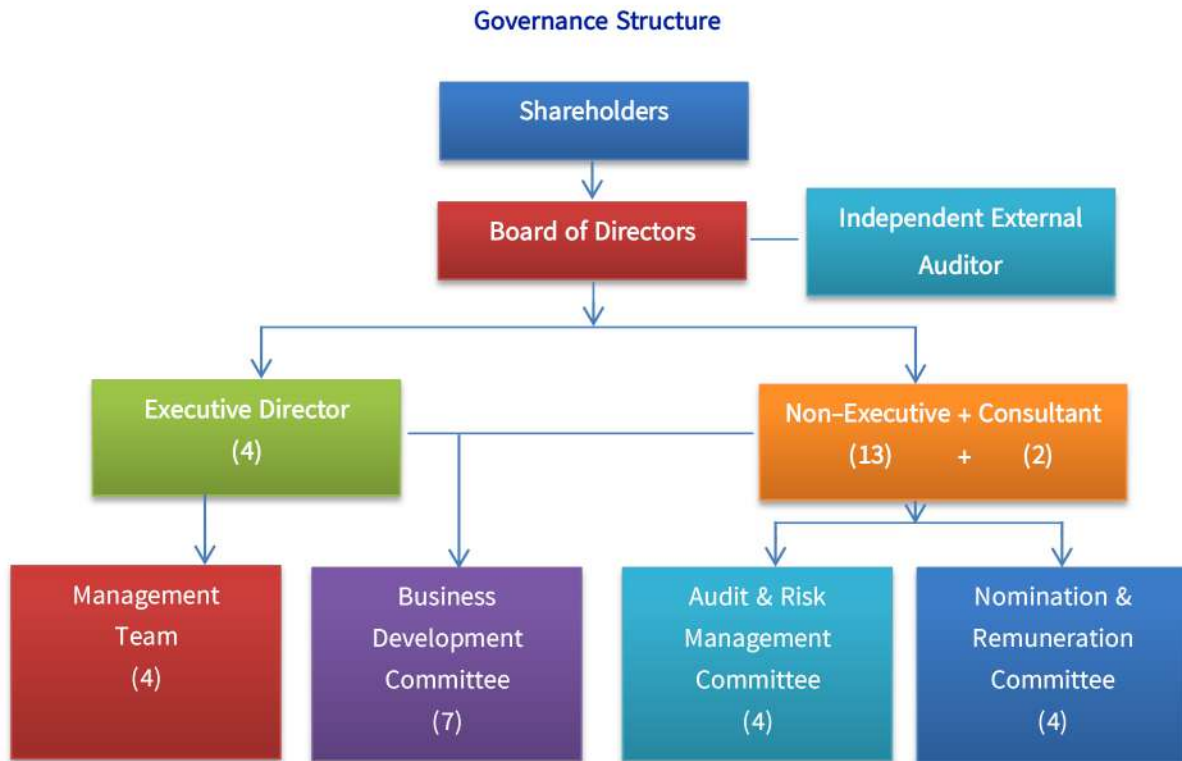 Governance Structure
Shareholders
Board of Directors
Independent External
Auditor
Executive Director
(4)
Non–Executive + Consultant
(13) + (2)
Management
Team
(4)
Business
Development
Committee
(7)
Audit & Risk
Management
Committee
(4)
Nomination &
Remuneration
Committee
(4)